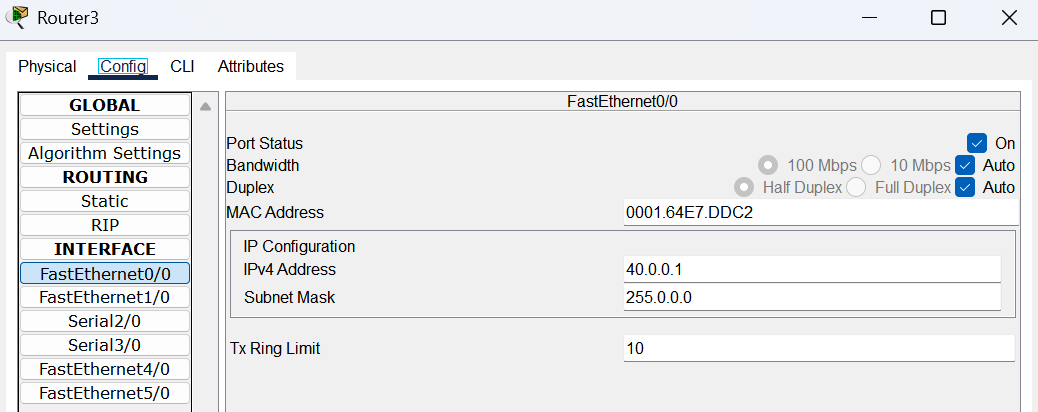 Router3
Physical Config CLI Attributes
GLOBAL
Settings
Algorithm Settings
ROUTING
Static
RIP
INTERFACE
FastEthernet0/0
FastEthernet1/0
Serial2/0
Serial3/0
FastEthernet4/0
FastEthernet5/0
FastEthernet0/0
Port Status On
Bandwidth 100 Mbps 10 Mbps Auto
Duplex Half Duplex Full Duplex Auto
MAC Address 0001.64E7.DDC2
IP Configuration
IPv4 Address 40.0.0.1
Subnet Mask 255.0.0.0
Tx Ring Limit 10